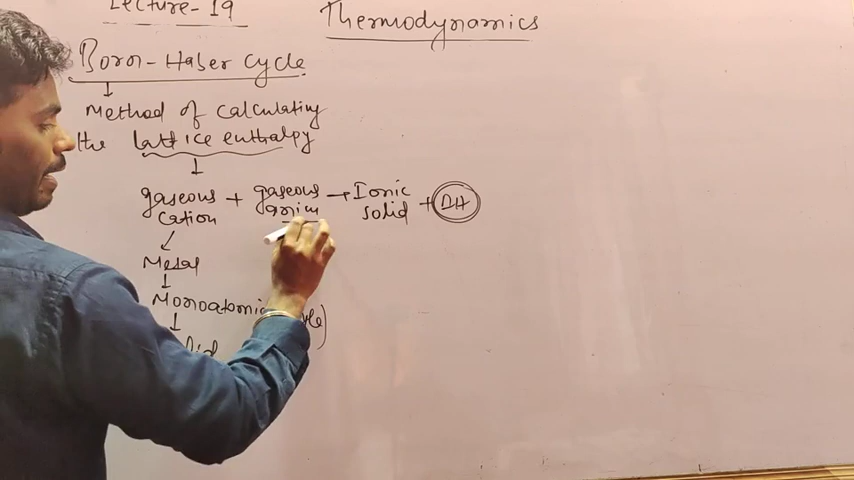 Lecture-19
Thermodynamics
Born-Haber cycle
Method of calculating
the lattice enthalpy
gaseous + gaseous → Ionic
cation anion solid + ΔH
Metal
Monoatomic